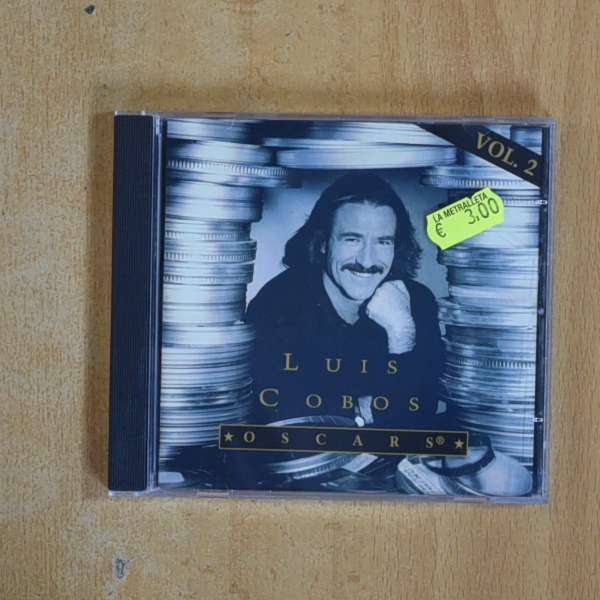 VOL. 2
LA METRALLETA
€ 3,00
LUIS
COBOS
★ OSCARS® ★